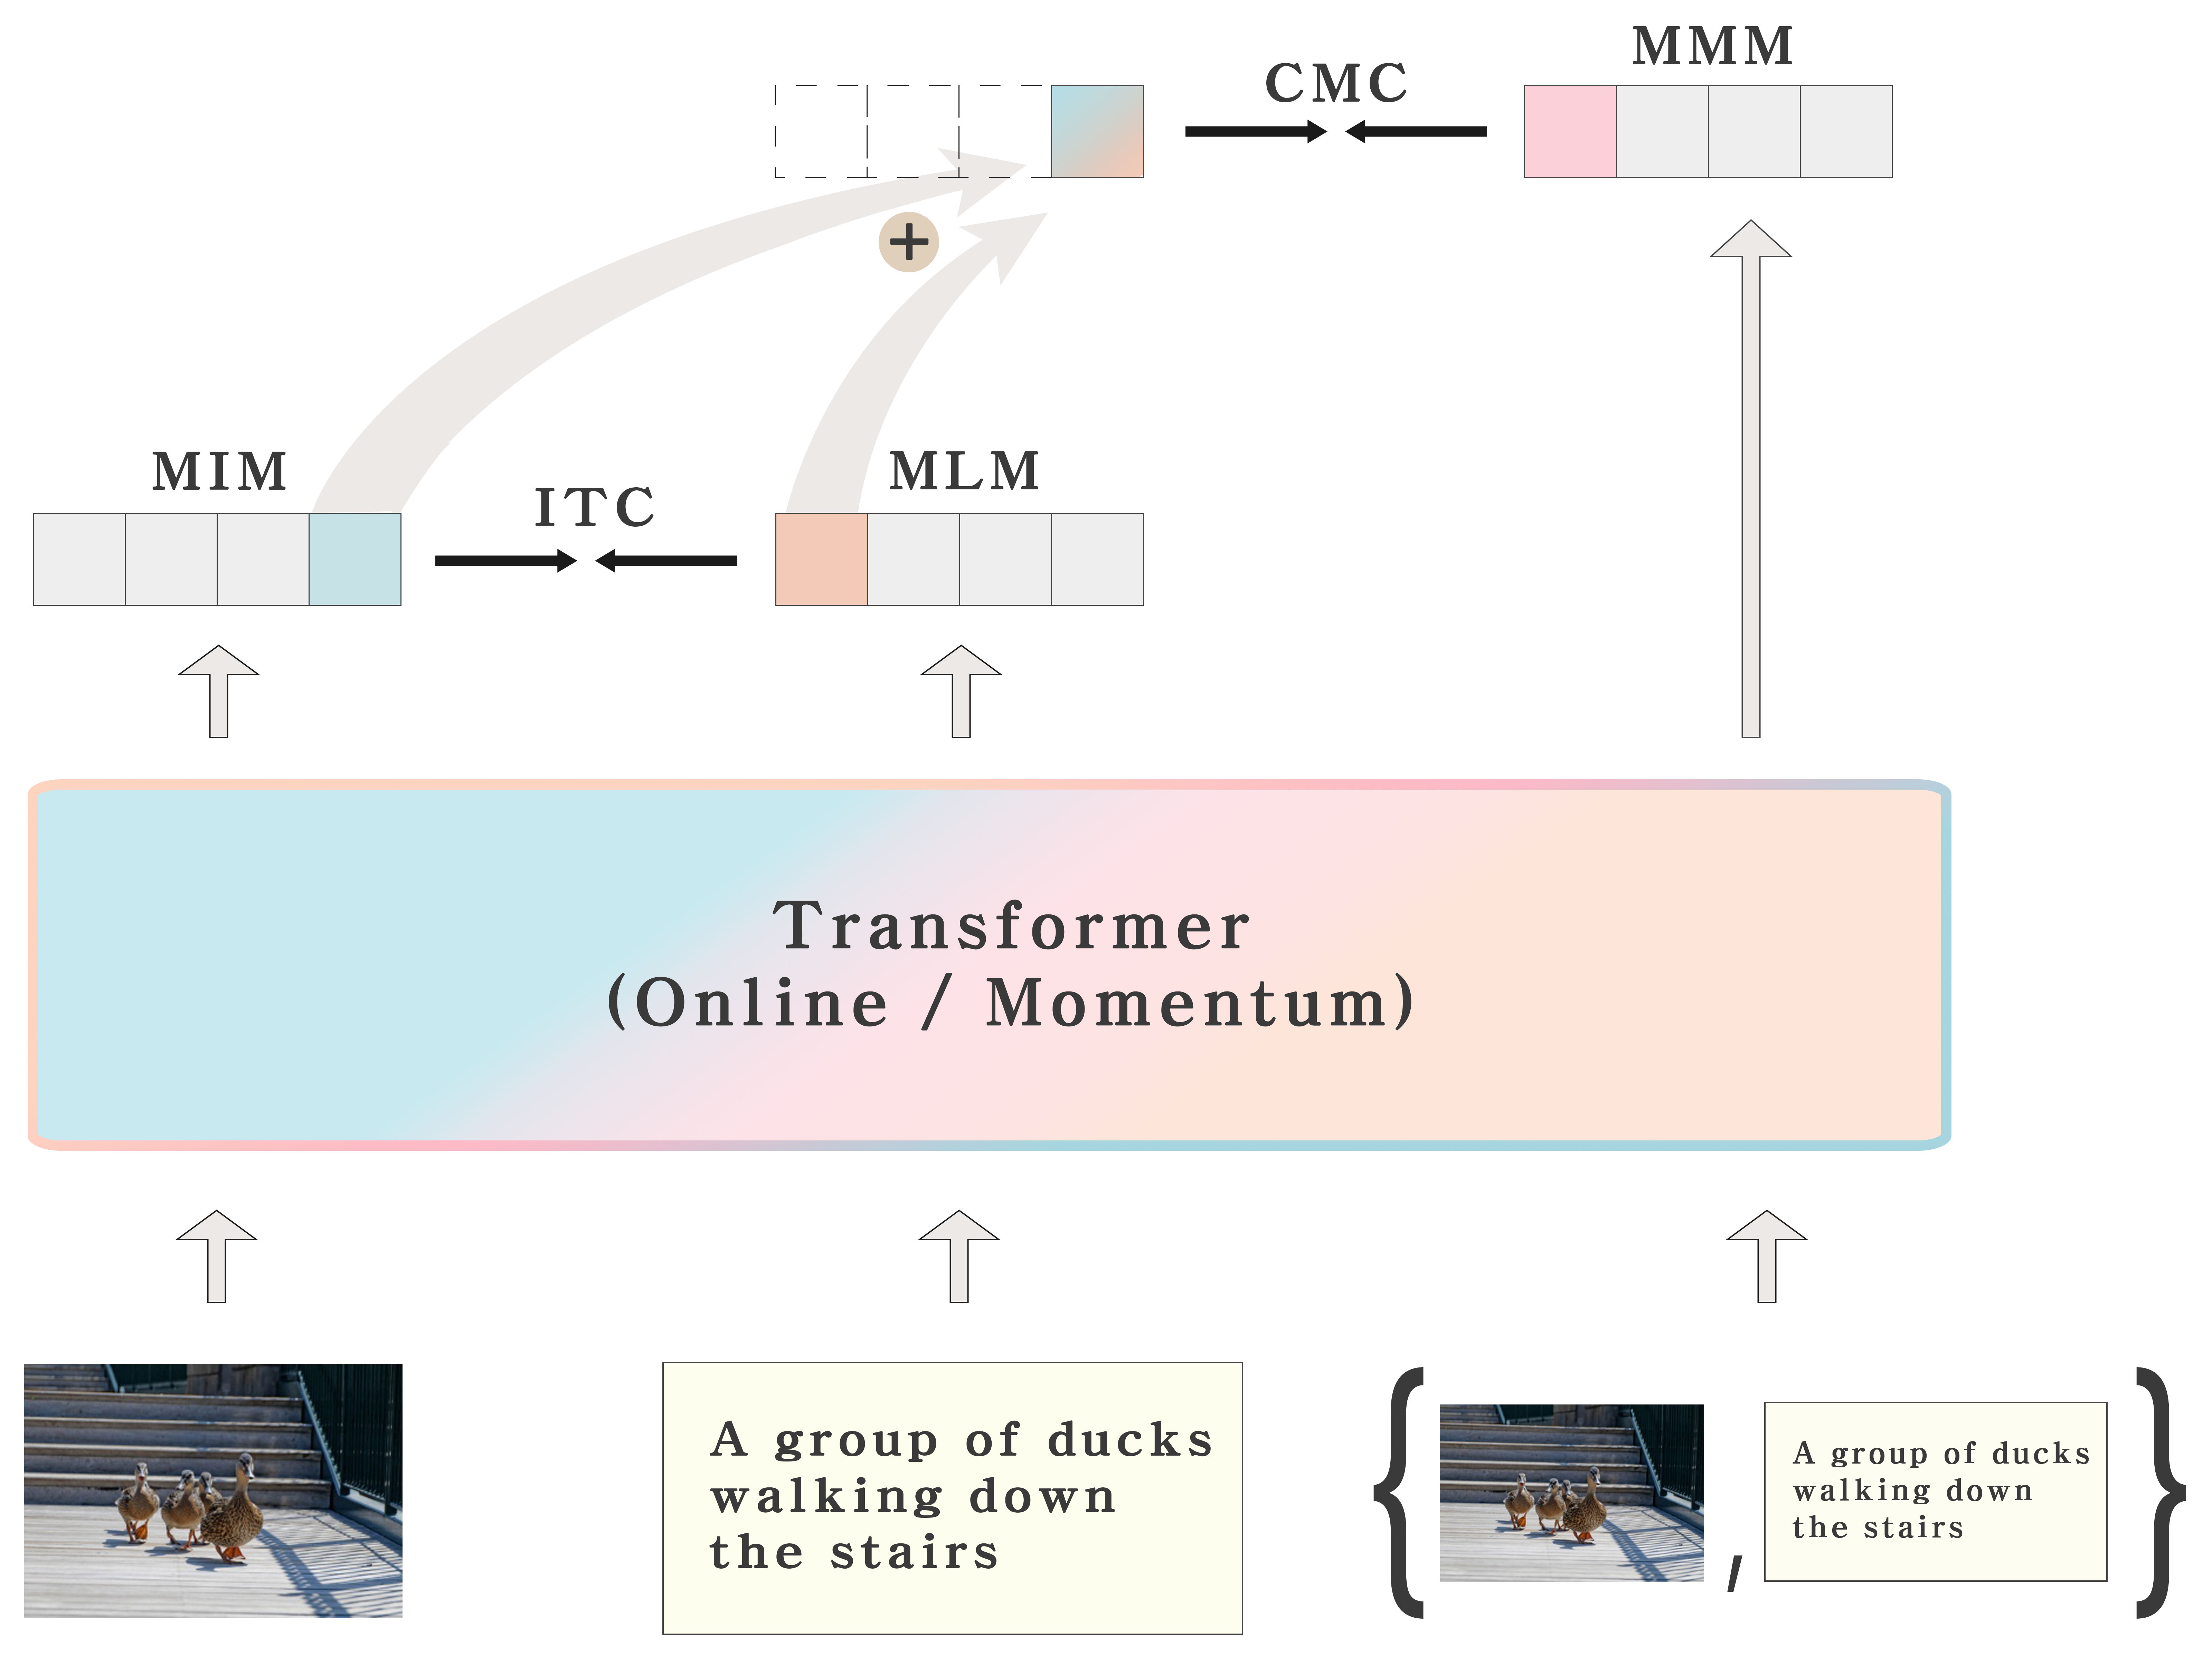 MMM
CMC
+
MIM
ITC
MLM
Transformer
(Online / Momentum)
A group of ducks
walking down
the stairs
{ , }
A group of ducks
walking down
the stairs